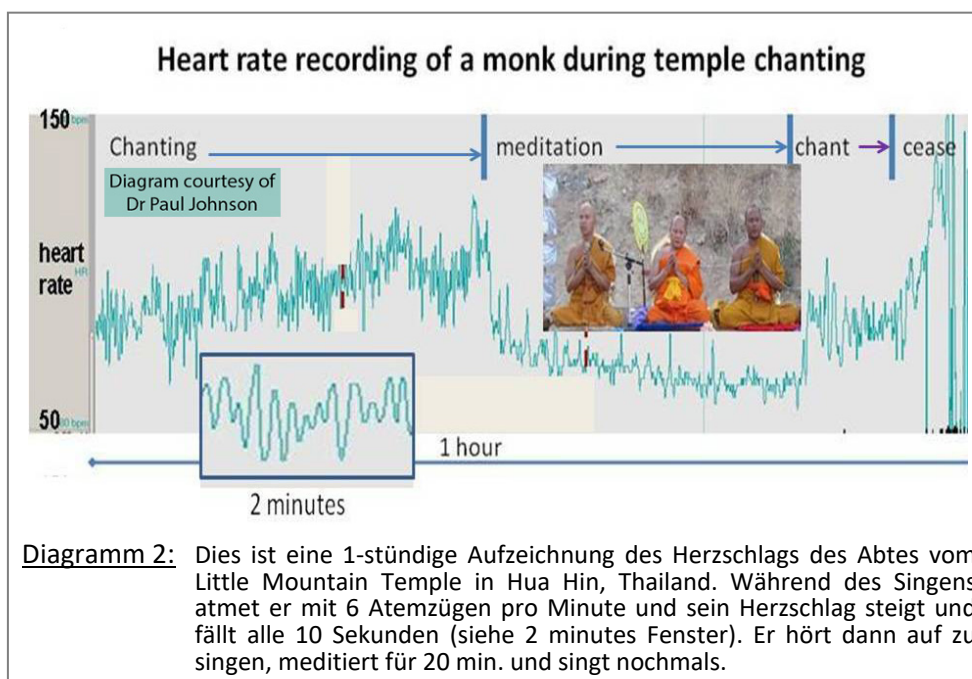 Heart rate recording of a monk during temple chanting
150 bpm
Chanting
meditation
chant
cease
Diagram courtesy of
Dr Paul Johnson
heart
rate HR
50
1 hour
2 minutes
Diagramm 2: Dies ist eine 1-stündige Aufzeichnung des Herzschlags des Abtes vom
Little Mountain Temple in Hua Hin, Thailand. Während des Singens
atmet er mit 6 Atemzügen pro Minute und sein Herzschlag steigt und
fällt alle 10 Sekunden (siehe 2 minutes Fenster). Er hört dann auf zu
singen, meditiert für 20 min. und singt nochmals.